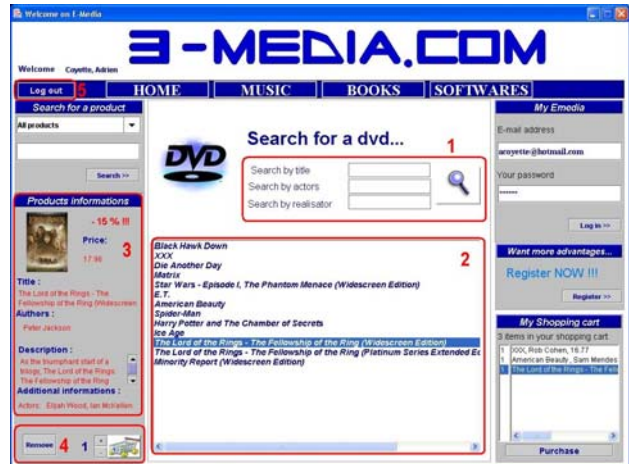 Welcome on E-Media
3-MEDIA.COM
Welcome Coyette, Adrien
Log out 5
HOME MUSIC BOOKS SOFTWARES
Search for a product
All products
Search >>
Products informations
- 15 % !!!
Price:
17.98
3
Title :
The Lord of the Rings - The
Fellowship of the Ring (Widescreen
Authors :
Peter Jackson
Description :
As the triumphant start of a
trilogy, The Lord of the Rings:
The Fellowship of the Ring
Additional informations :
Actors: Elijah Wood, Ian McKellen
Remove 4 1
DVD
Search for a dvd...
1
Search by title
Search by actors
Search by realisator
2
Black Hawk Down
XXX
Die Another Day
Matrix
Star Wars - Episode I, The Phantom Menace (Widescreen Edition)
E.T.
American Beauty
Spider-Man
Harry Potter and The Chamber of Secrets
Ice Age
The Lord of the Rings - The Fellowship of the Ring (Widescreen Edition)
The Lord of the Rings - The Fellowship of the Ring (Platinum Series Extended Ec
Minority Report (Widescreen Edition)
My Emedia
E-mail address
acoyette@hotmail.com
Your password
******
Log in >>
Want more advantages...
Register NOW !!!
Register >>
My Shopping cart
3 items in your shopping cart
1 XXX, Rob Cohen, 16.77
1 American Beauty, Sam Mendes
1 The Lord of the Rings - The Fell
Purchase